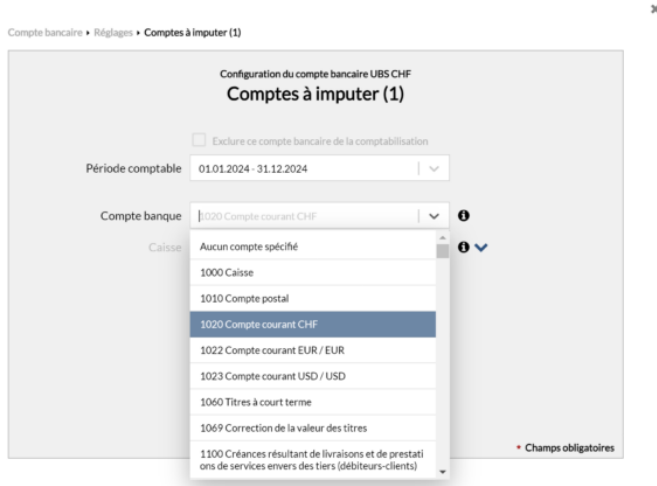 Compte bancaire ▸ Réglages ▸ Comptes à imputer (1)
Configuration du compte bancaire UBS CHF
Comptes à imputer (1)
Exclure ce compte bancaire de la comptabilisation
Période comptable 01.01.2024 - 31.12.2024
Compte banque 1020 Compte courant CHF
Caisse
Aucun compte spécifié
1000 Caisse
1010 Compte postal
1020 Compte courant CHF
1022 Compte courant EUR / EUR
1023 Compte courant USD / USD
1060 Titres à court terme
1069 Correction de la valeur des titres
1100 Créances résultant de livraisons et de prestati
ons de services envers des tiers (débiteurs-clients)
* Champs obligatoires